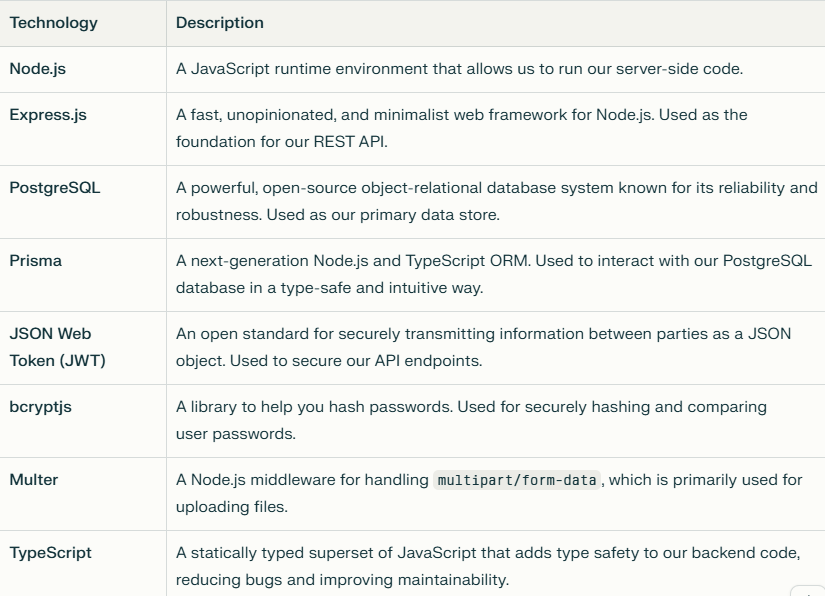 Technology
Description
Node.js
A JavaScript runtime environment that allows us to run our server-side code.
Express.js
A fast, unopinionated, and minimalist web framework for Node.js. Used as the
foundation for our REST API.
PostgreSQL
A powerful, open-source object-relational database system known for its reliability and
robustness. Used as our primary data store.
Prisma
A next-generation Node.js and TypeScript ORM. Used to interact with our PostgreSQL
database in a type-safe and intuitive way.
JSON Web
Token (JWT)
An open standard for securely transmitting information between parties as a JSON
object. Used to secure our API endpoints.
bcryptjs
A library to help you hash passwords. Used for securely hashing and comparing
user passwords.
Multer
A Node.js middleware for handling multipart/form-data, which is primarily used for
uploading files.
TypeScript
A statically typed superset of JavaScript that adds type safety to our backend code,
reducing bugs and improving maintainability.